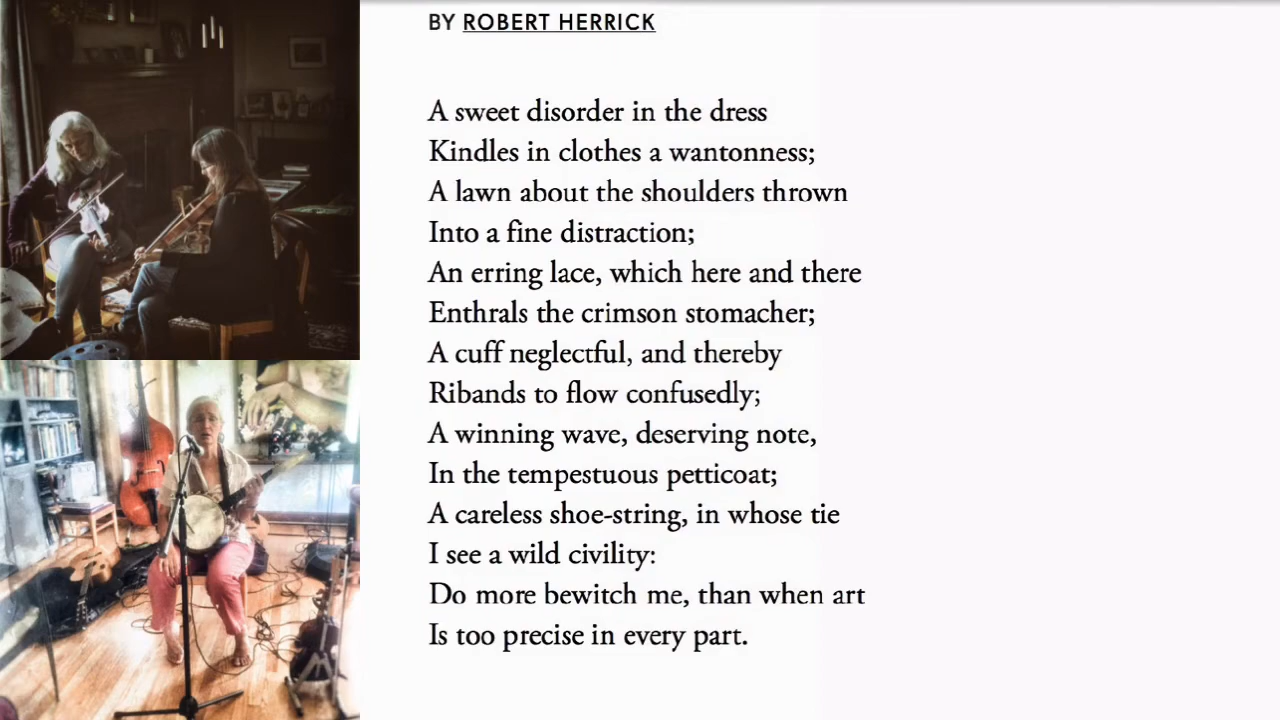 BY ROBERT HERRICK
A sweet disorder in the dress
Kindles in clothes a wantonness;
A lawn about the shoulders thrown
Into a fine distraction;
An erring lace, which here and there
Enthrals the crimson stomacher;
A cuff neglectful, and thereby
Ribands to flow confusedly;
A winning wave, deserving note,
In the tempestuous petticoat;
A careless shoe-string, in whose tie
I see a wild civility:
Do more bewitch me, than when art
Is too precise in every part.